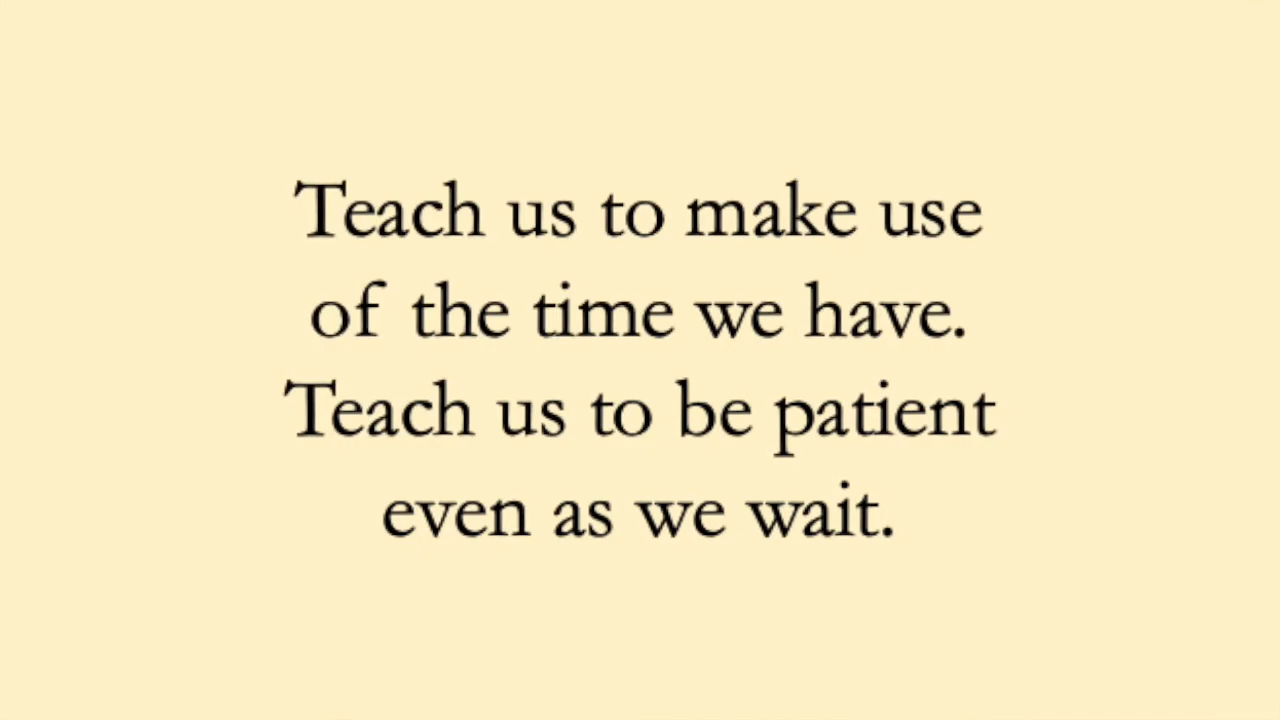 Teach us to make use
of the time we have.
Teach us to be patient
even as we wait.